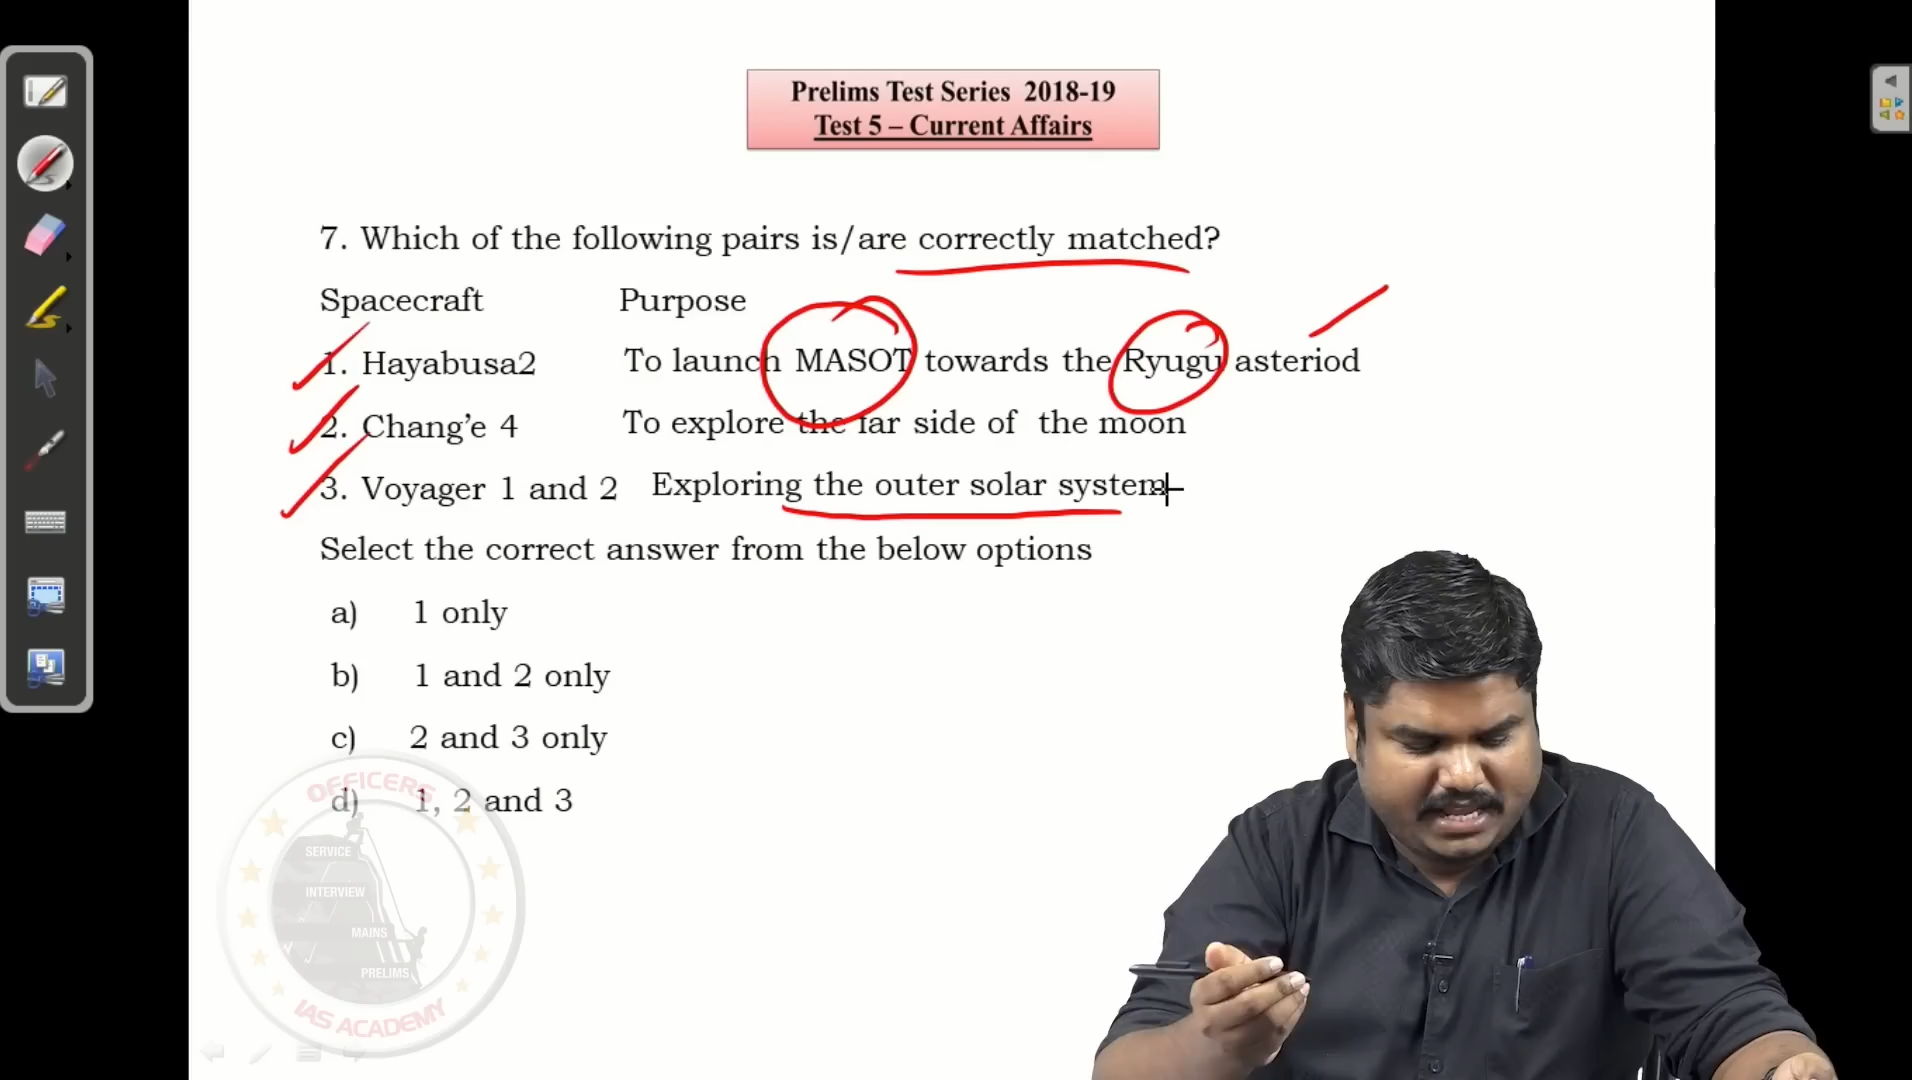 Prelims Test Series 2018-19
Test 5 – Current Affairs
7. Which of the following pairs is/are correctly matched?
Spacecraft Purpose
1. Hayabusa2 To launch MASOT towards the Ryugu asteriod
2. Chang’e 4 To explore the far side of the moon
3. Voyager 1 and 2 Exploring the outer solar system
Select the correct answer from the below options
a) 1 only
b) 1 and 2 only
c) 2 and 3 only
d) 1, 2 and 3
OFFICERS
SERVICE
INTERVIEW
MAINS
PRELIMS
IAS ACADEMY